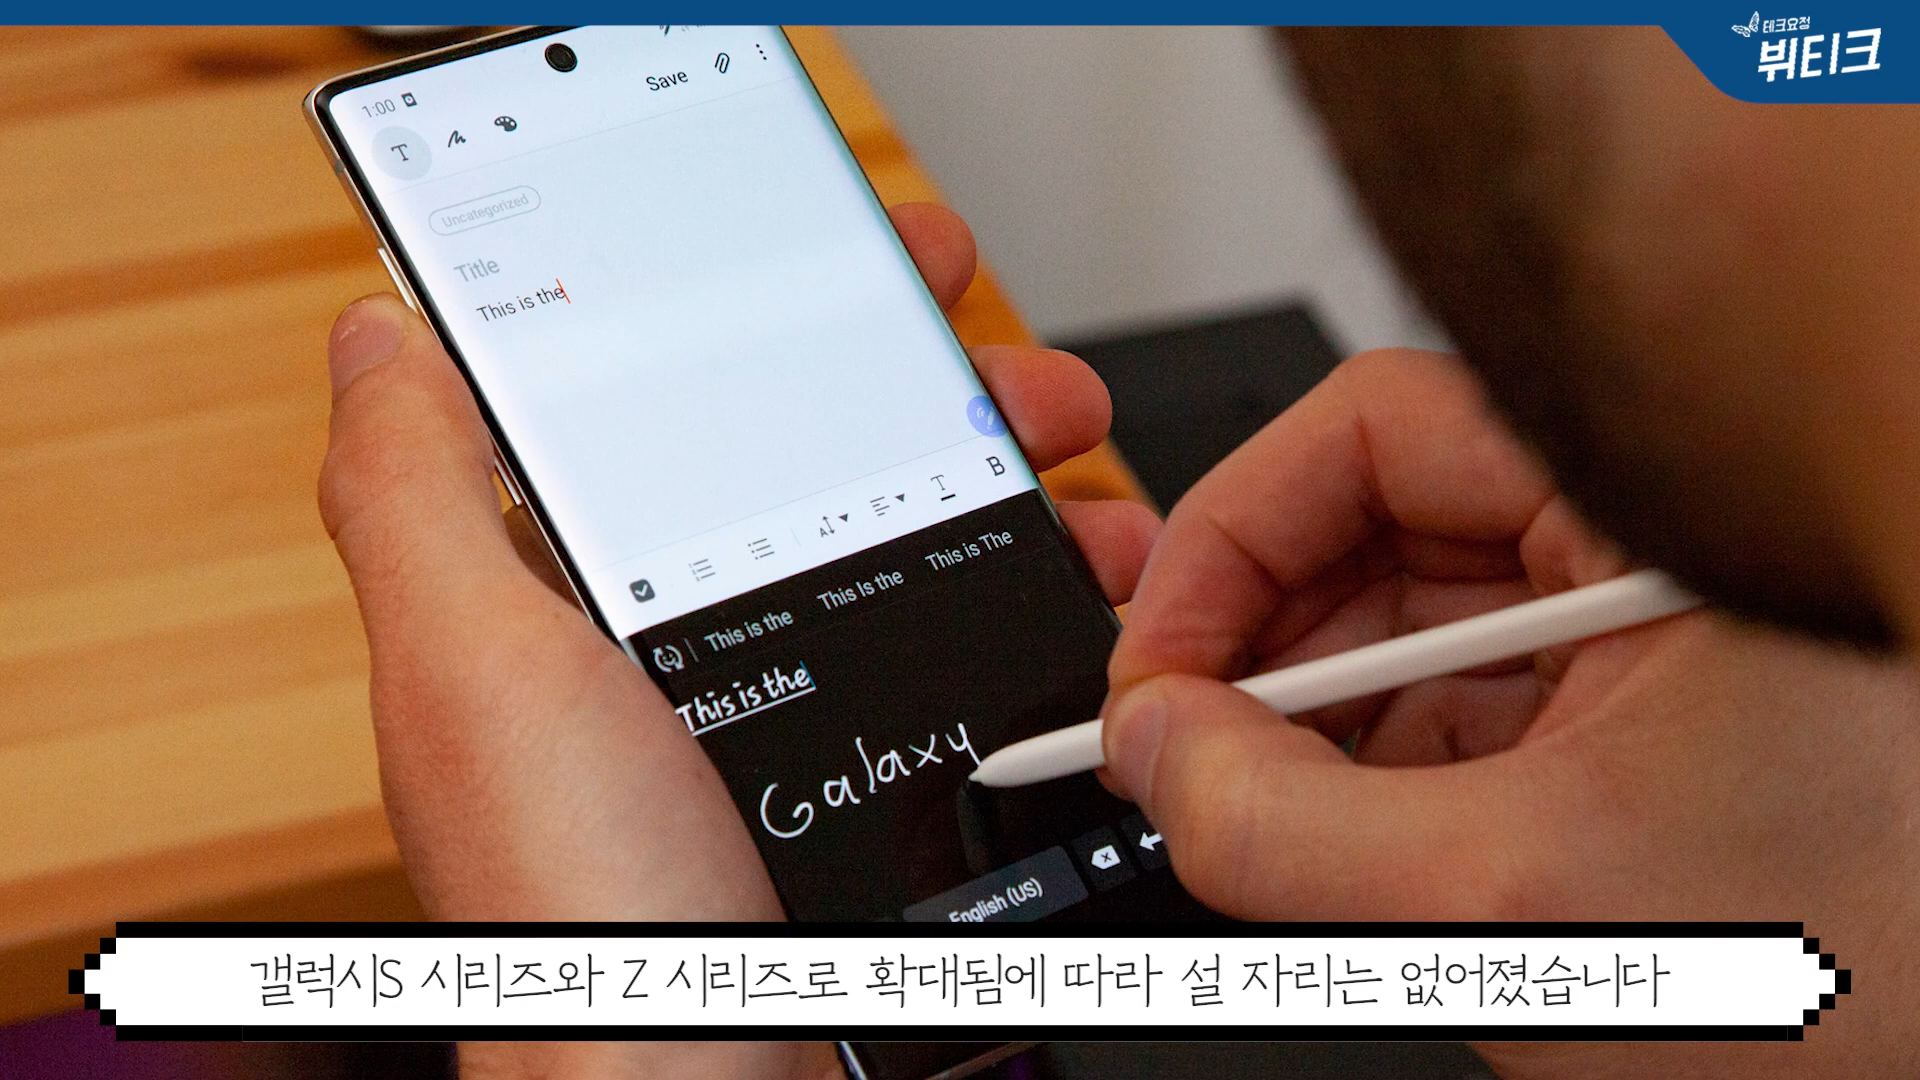 테크요정
뷰티크
1:00
Save
T
Uncategorized
Title
This is the
T
B
This is the
This Is the
This is The
This is the
Galaxy
English (US)
갤럭시S 시리즈와 Z 시리즈로 확대됨에 따라 설 자리는 없어졌습니다